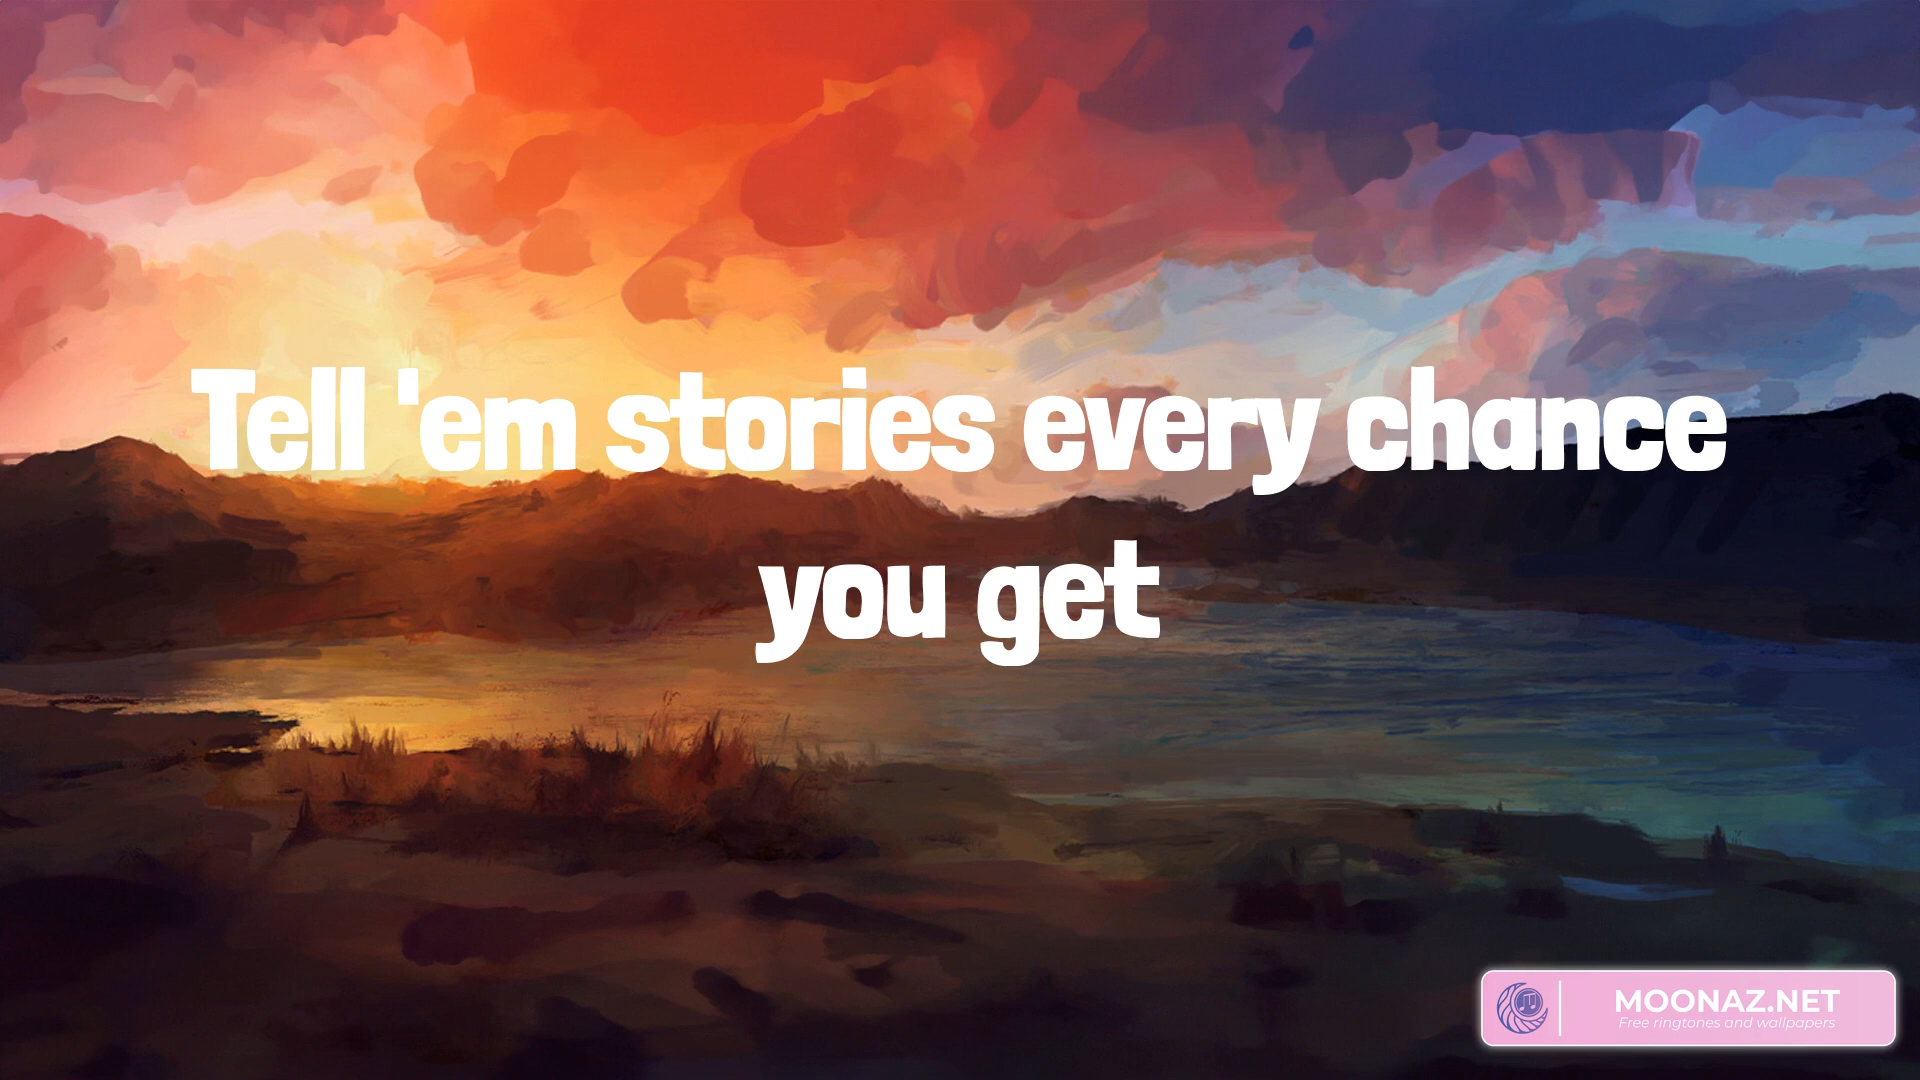 Tell 'em stories every chance
you get
MOONAZ.NET
Free ringtones and wallpapers